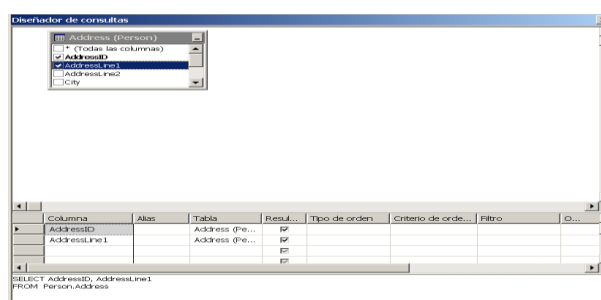 Diseñador de consultas
Address (Person)
* (Todas las columnas)
AddressID
AddressLine1
AddressLine2
City
Columna Alias Tabla Resul... Tipo de orden Criterio de orde... Filtro O...
AddressID Address (Pe...
AddressLine1 Address (Pe...
SELECT AddressID, AddressLine1
FROM Person.Address